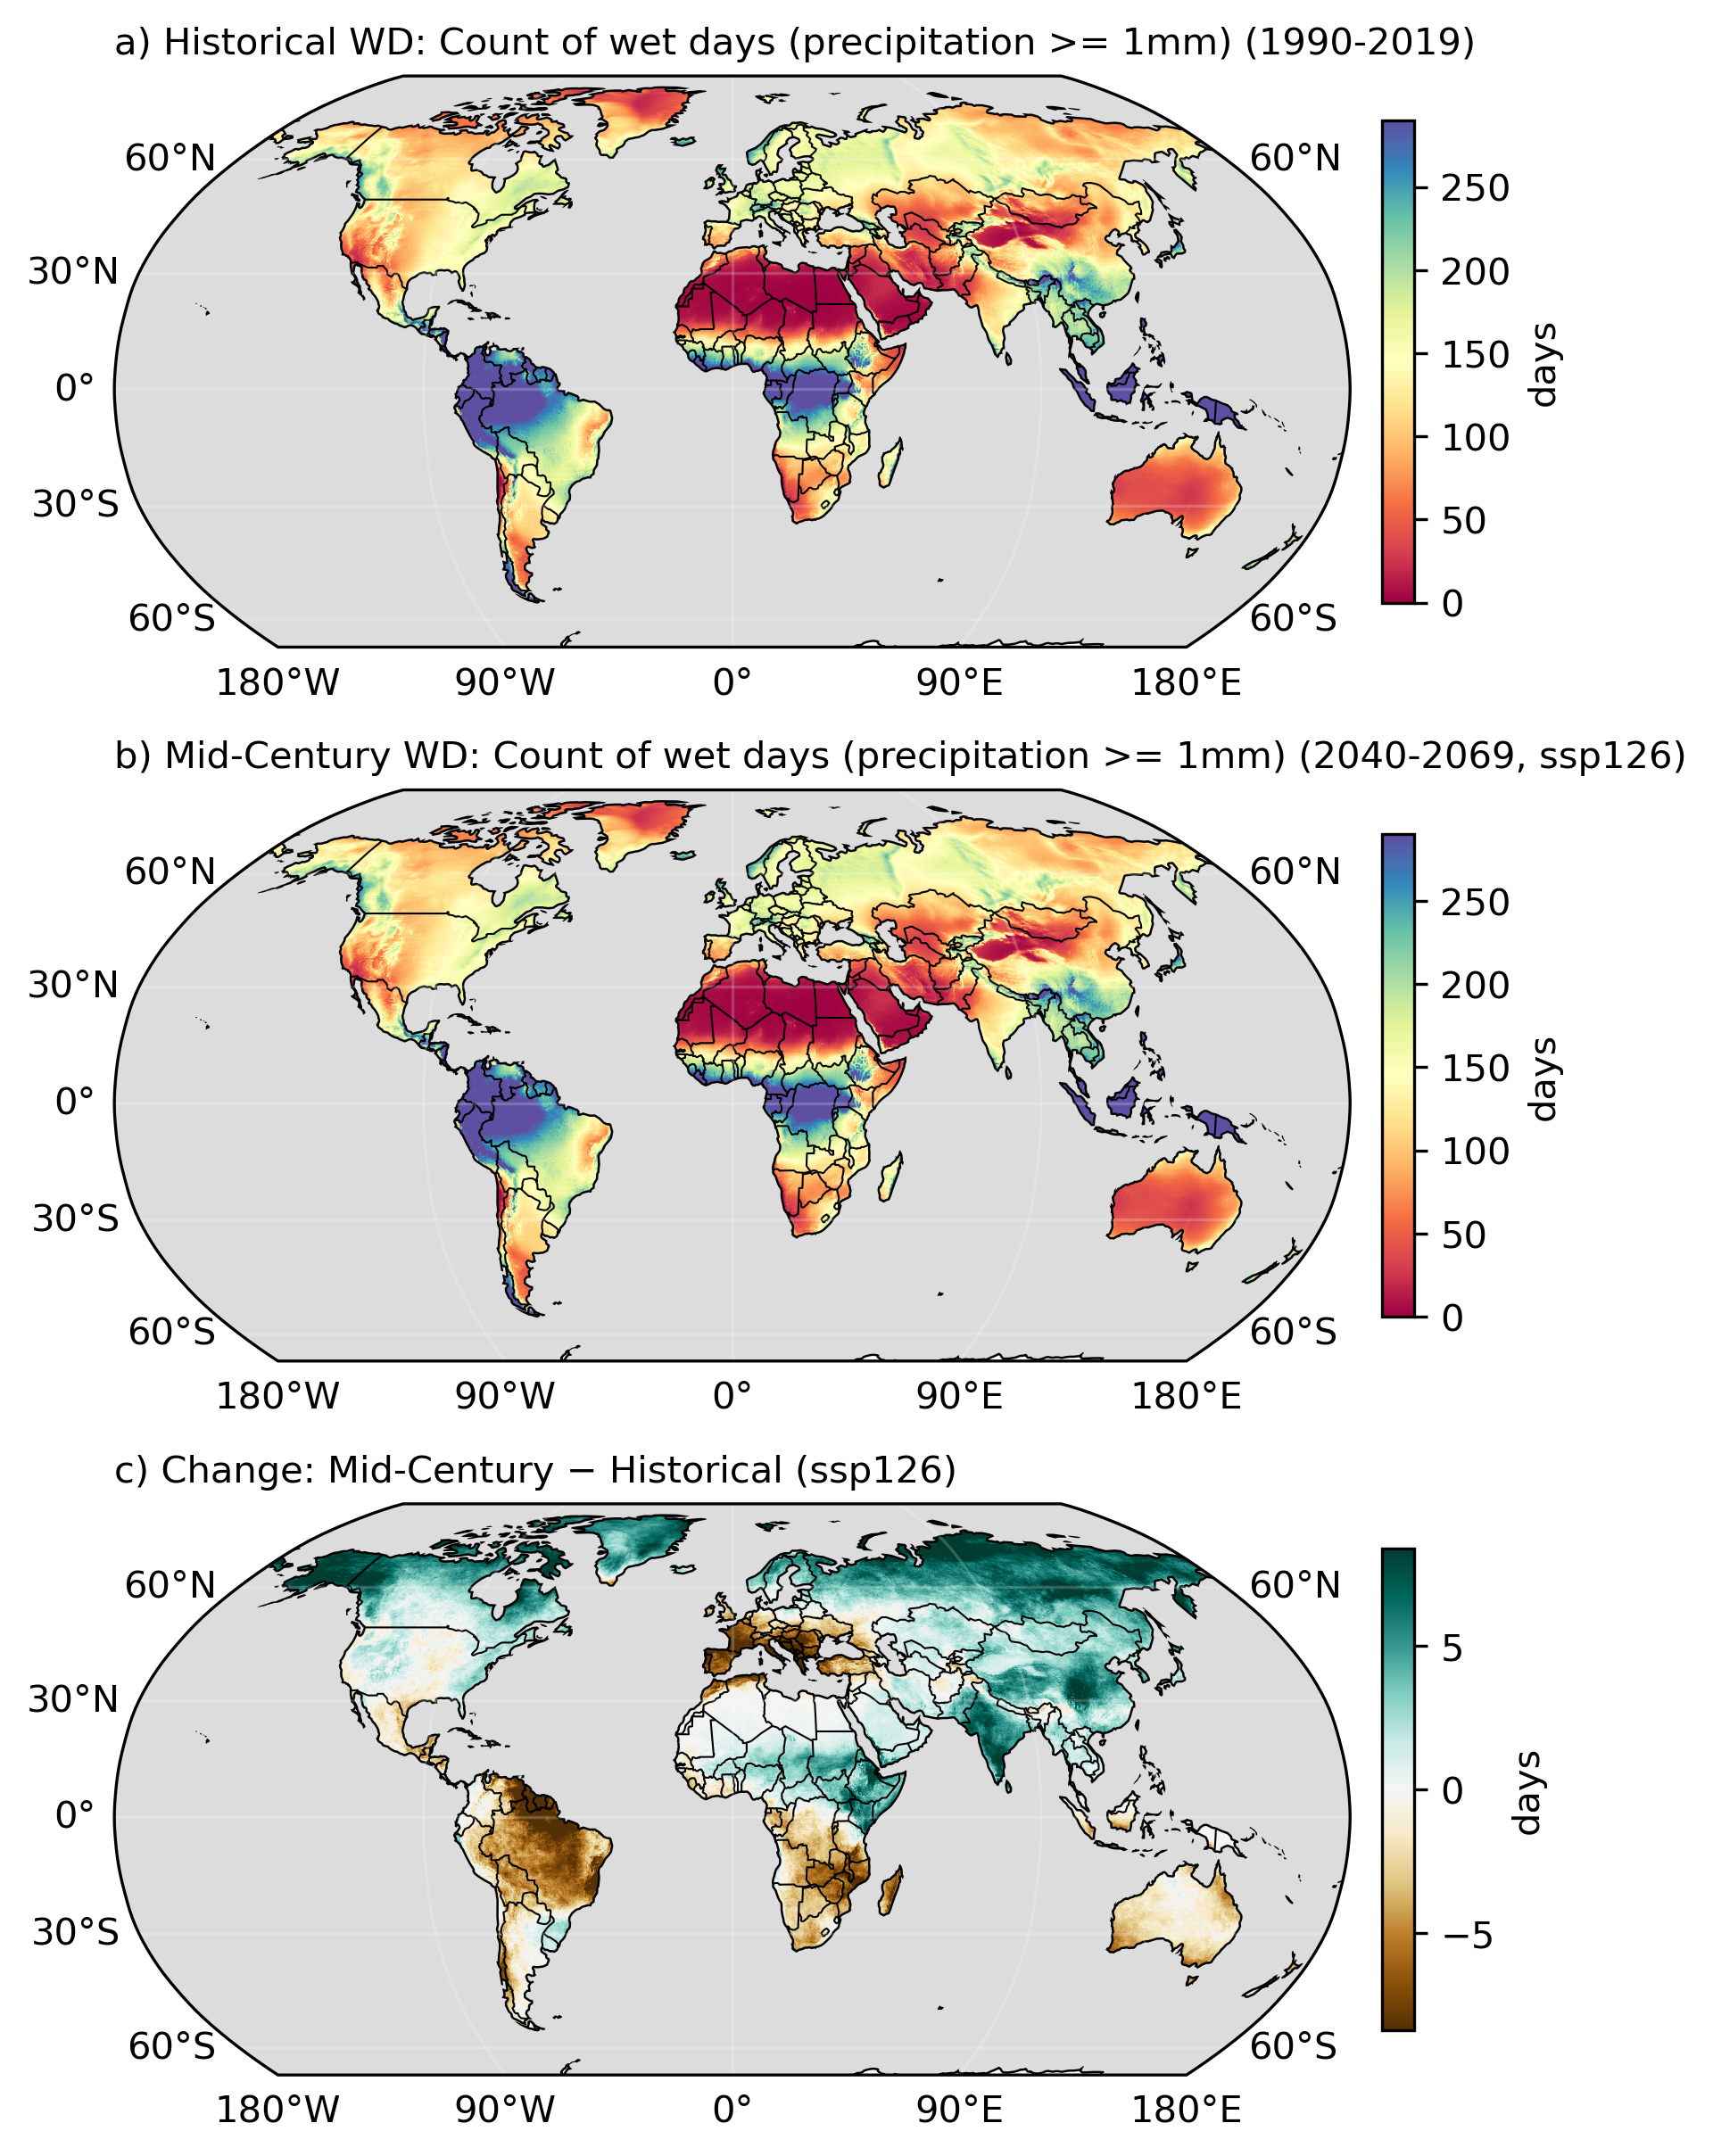 a) Historical WD: Count of wet days (precipitation >= 1mm) (1990-2019)
60°N
60°N
30°N
0°
30°S
60°S
60°S
180°W 90°W 0° 90°E 180°E
250
200
150
100
50
0
days
b) Mid-Century WD: Count of wet days (precipitation >= 1mm) (2040-2069, ssp126)
60°N
60°N
30°N
0°
30°S
60°S
60°S
180°W 90°W 0° 90°E 180°E
250
200
150
100
50
0
days
c) Change: Mid-Century − Historical (ssp126)
60°N
60°N
30°N
0°
30°S
60°S
60°S
180°W 90°W 0° 90°E 180°E
5
0
−5
days